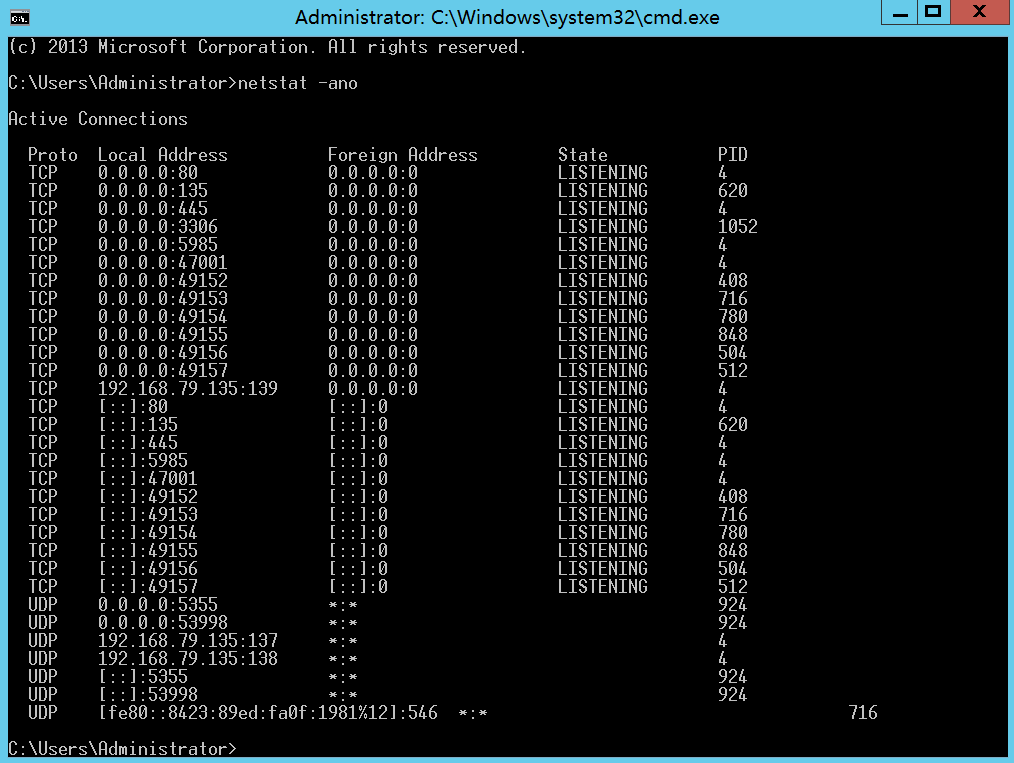 Administrator: C:\Windows\system32\cmd.exe
(c) 2013 Microsoft Corporation. All rights reserved.
C:\Users\Administrator>netstat -ano
Active Connections
Proto  Local Address          Foreign Address        State           PID
TCP    0.0.0.0:80             0.0.0.0:0              LISTENING       4
TCP    0.0.0.0:135            0.0.0.0:0              LISTENING       620
TCP    0.0.0.0:445            0.0.0.0:0              LISTENING       4
TCP    0.0.0.0:3306           0.0.0.0:0              LISTENING       1052
TCP    0.0.0.0:5985           0.0.0.0:0              LISTENING       4
TCP    0.0.0.0:47001          0.0.0.0:0              LISTENING       4
TCP    0.0.0.0:49152          0.0.0.0:0              LISTENING       408
TCP    0.0.0.0:49153          0.0.0.0:0              LISTENING       716
TCP    0.0.0.0:49154          0.0.0.0:0              LISTENING       780
TCP    0.0.0.0:49155          0.0.0.0:0              LISTENING       848
TCP    0.0.0.0:49156          0.0.0.0:0              LISTENING       504
TCP    0.0.0.0:49157          0.0.0.0:0              LISTENING       512
TCP    192.168.79.135:139     0.0.0.0:0              LISTENING       4
TCP    [::]:80                [::]:0                 LISTENING       4
TCP    [::]:135               [::]:0                 LISTENING       620
TCP    [::]:445               [::]:0                 LISTENING       4
TCP    [::]:5985              [::]:0                 LISTENING       4
TCP    [::]:47001             [::]:0                 LISTENING       4
TCP    [::]:49152             [::]:0                 LISTENING       408
TCP    [::]:49153             [::]:0                 LISTENING       716
TCP    [::]:49154             [::]:0                 LISTENING       780
TCP    [::]:49155             [::]:0                 LISTENING       848
TCP    [::]:49156             [::]:0                 LISTENING       504
TCP    [::]:49157             [::]:0                 LISTENING       512
UDP    0.0.0.0:5355           *:*                                    924
UDP    0.0.0.0:53998          *:*                                    924
UDP    192.168.79.135:137     *:*                                    4
UDP    192.168.79.135:138     *:*                                    4
UDP    [::]:5355              *:*                                    924
UDP    [::]:53998             *:*                                    924
UDP    [fe80::8423:89ed:fa0f:1981%12]:546  *:*                                    716
C:\Users\Administrator>